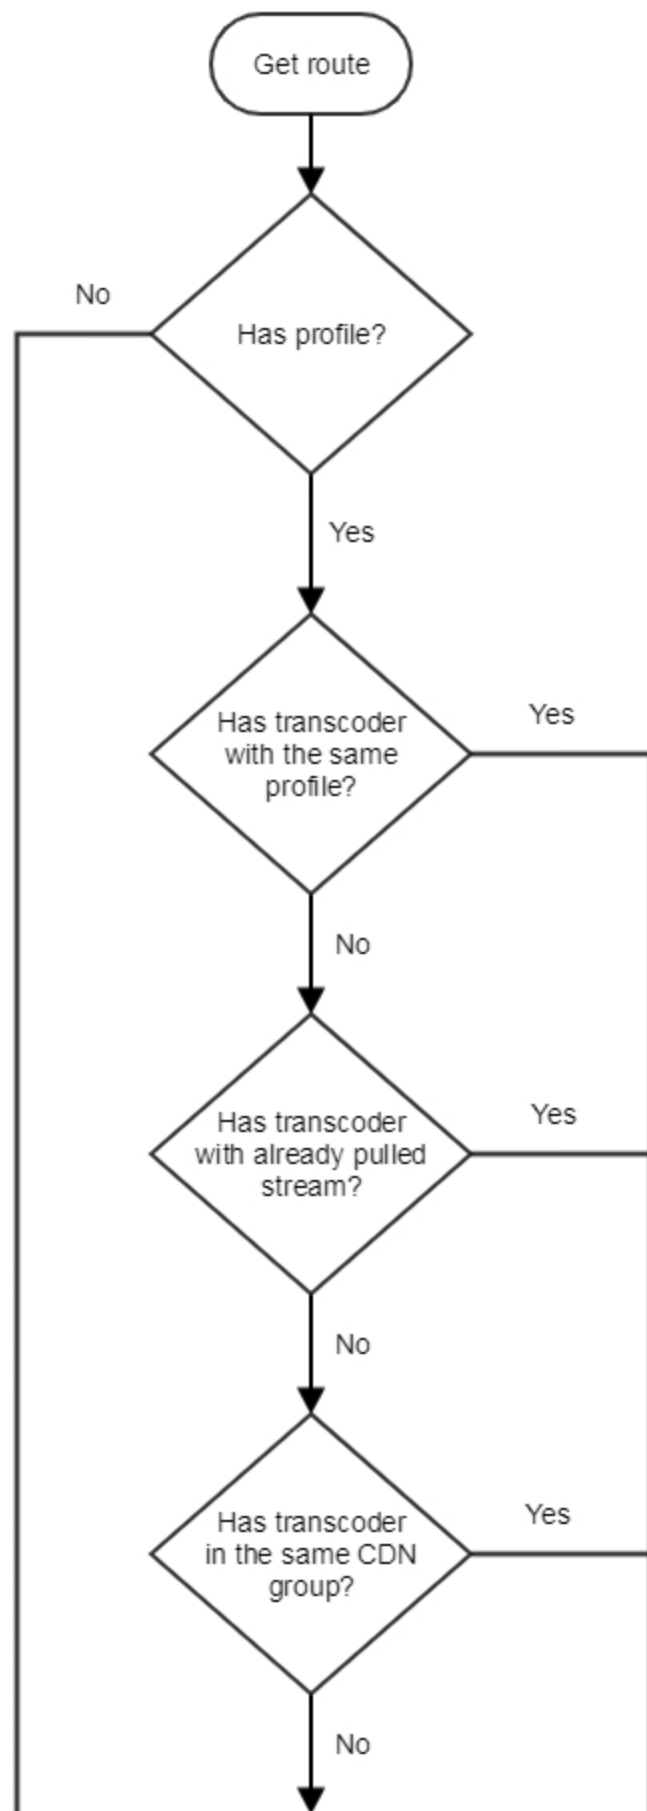 Get route
No
Has profile?
Yes
Has transcoder
with the same
profile?
Yes
No
Has transcoder
with already pulled
stream?
Yes
No
Has transcoder
in the same CDN
group?
Yes
No